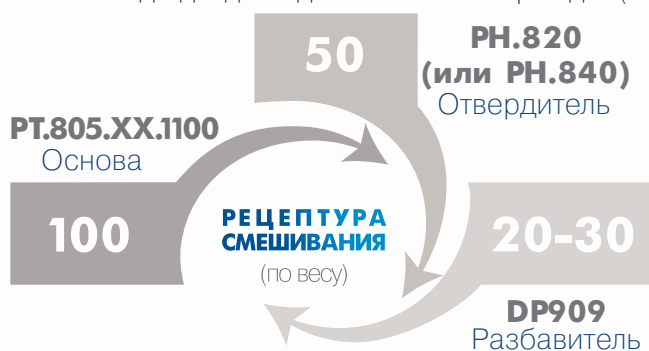 50
PH.820
(или PH.840)
Отвердитель
PT.805.XX.1100
Основа
100
РЕЦЕПТУРА
СМЕШИВАНИЯ
(по весу)
20-30
DP909
Разбавитель